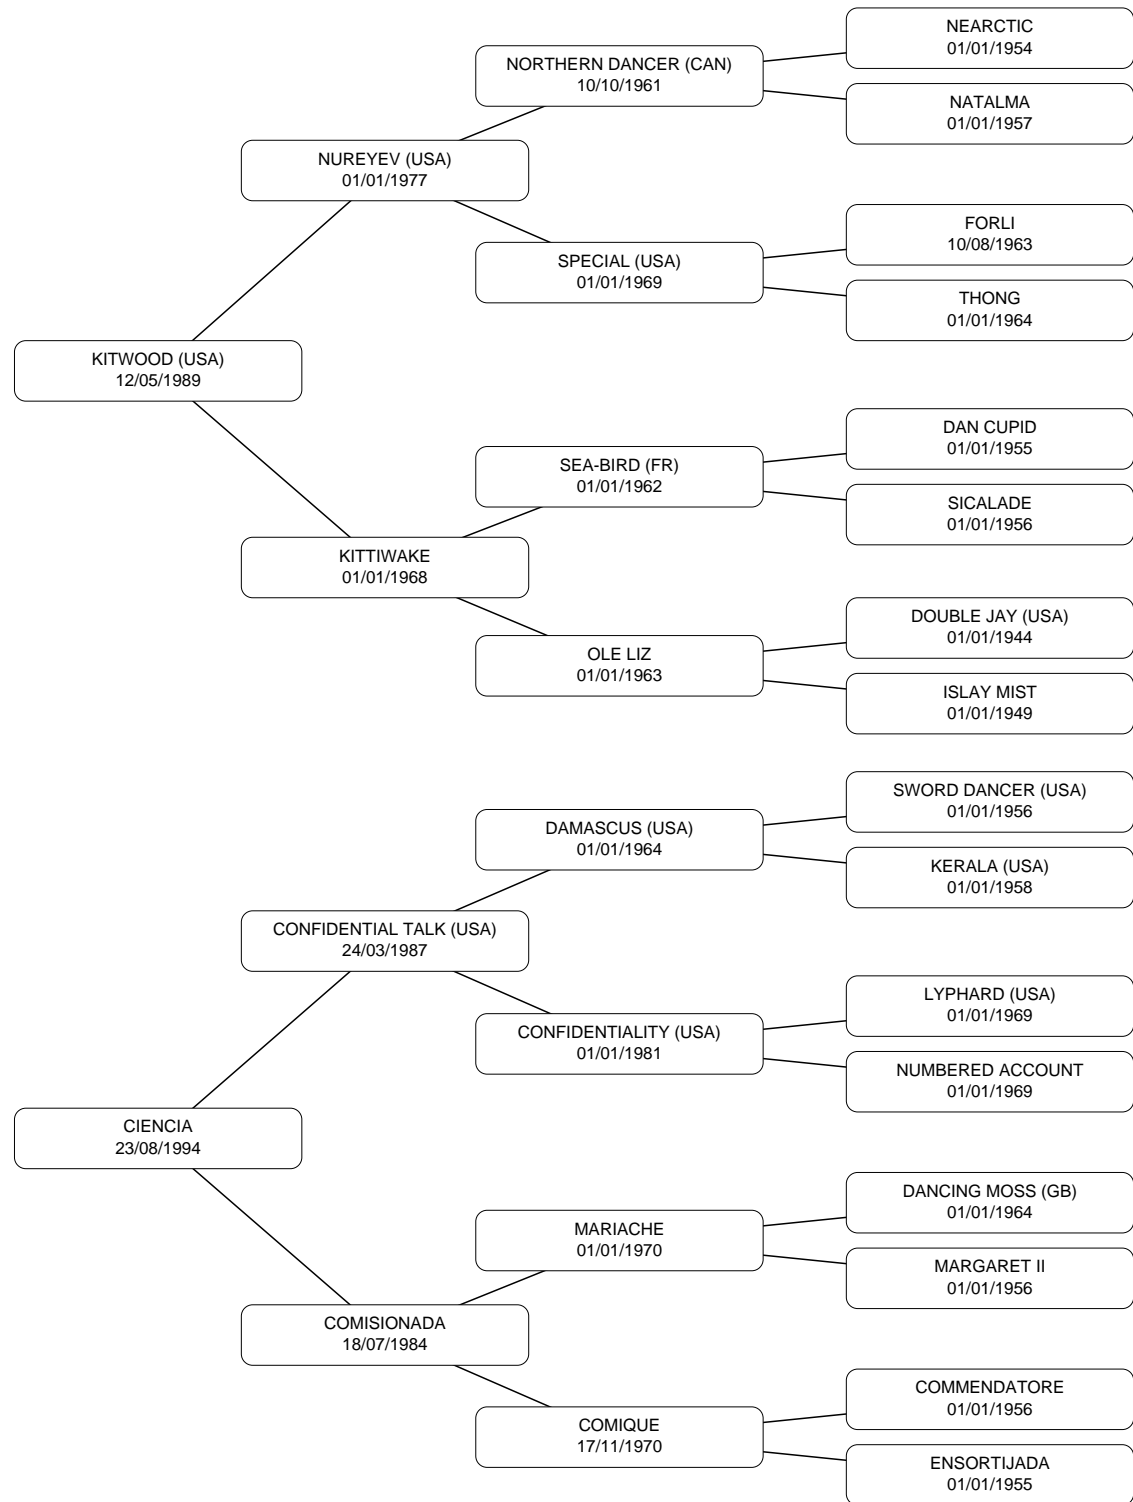 NEARCTIC
01/01/1954
NORTHERN DANCER (CAN)
10/10/1961
NATALMA
01/01/1957
NUREYEV (USA)
01/01/1977
FORLI
10/08/1963
SPECIAL (USA)
01/01/1969
THONG
01/01/1964
KITWOOD (USA)
12/05/1989
DAN CUPID
01/01/1955
SEA-BIRD (FR)
01/01/1962
SICALADE
01/01/1956
KITTIWAKE
01/01/1968
DOUBLE JAY (USA)
01/01/1944
OLE LIZ
01/01/1963
ISLAY MIST
01/01/1949
SWORD DANCER (USA)
01/01/1956
DAMASCUS (USA)
01/01/1964
KERALA (USA)
01/01/1958
CONFIDENTIAL TALK (USA)
24/03/1987
LYPHARD (USA)
01/01/1969
CONFIDENTIALITY (USA)
01/01/1981
NUMBERED ACCOUNT
01/01/1969
CIENCIA
23/08/1994
DANCING MOSS (GB)
01/01/1964
MARIACHE
01/01/1970
MARGARET II
01/01/1956
COMISIONADA
18/07/1984
COMMENDATORE
01/01/1956
COMIQUE
17/11/1970
ENSORTIJADA
01/01/1955